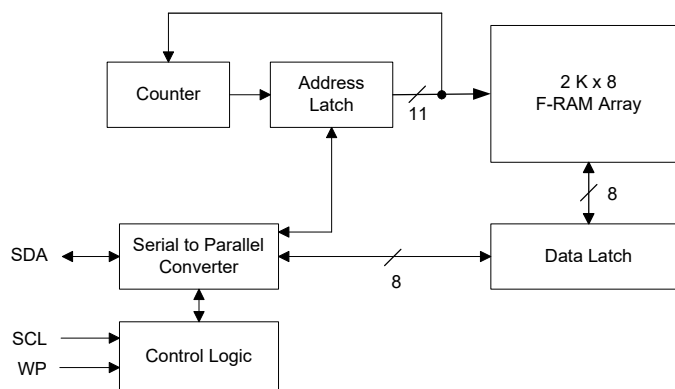 Counter
Address
Latch
11
2 K x 8
F-RAM Array
8
SDA
Serial to Parallel
Converter
8
Data Latch
SCL
WP
Control Logic